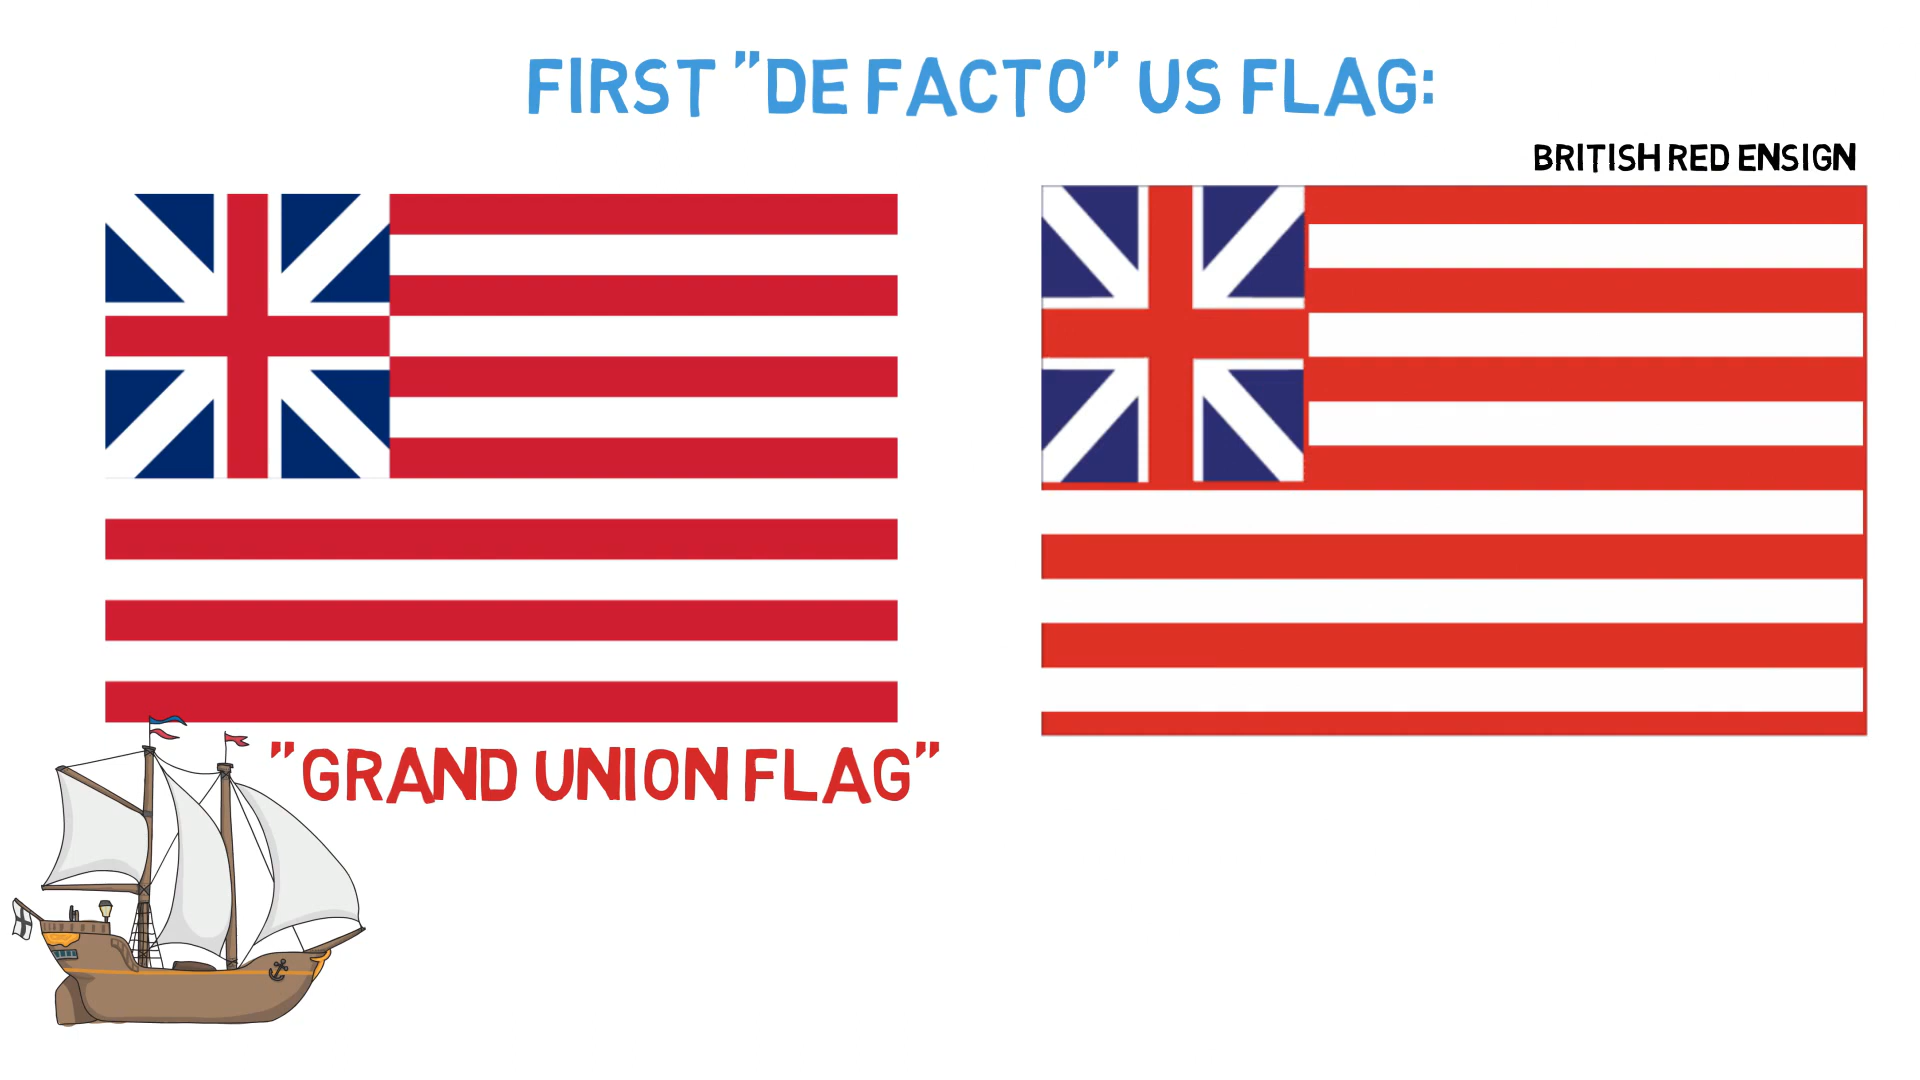 FIRST "DE FACTO" US FLAG:
BRITISH RED ENSIGN
"GRAND UNION FLAG"